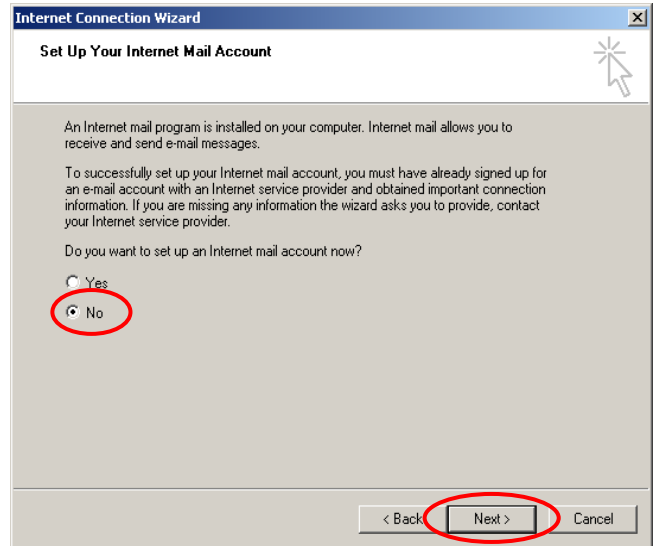 Internet Connection Wizard
Set Up Your Internet Mail Account
An Internet mail program is installed on your computer. Internet mail allows you to
receive and send e-mail messages.
To successfully set up your Internet mail account, you must have already signed up for
an e-mail account with an Internet service provider and obtained important connection
information. If you are missing any information the wizard asks you to provide, contact
your Internet service provider.
Do you want to set up an Internet mail account now?
Yes
No
< Back Next > Cancel